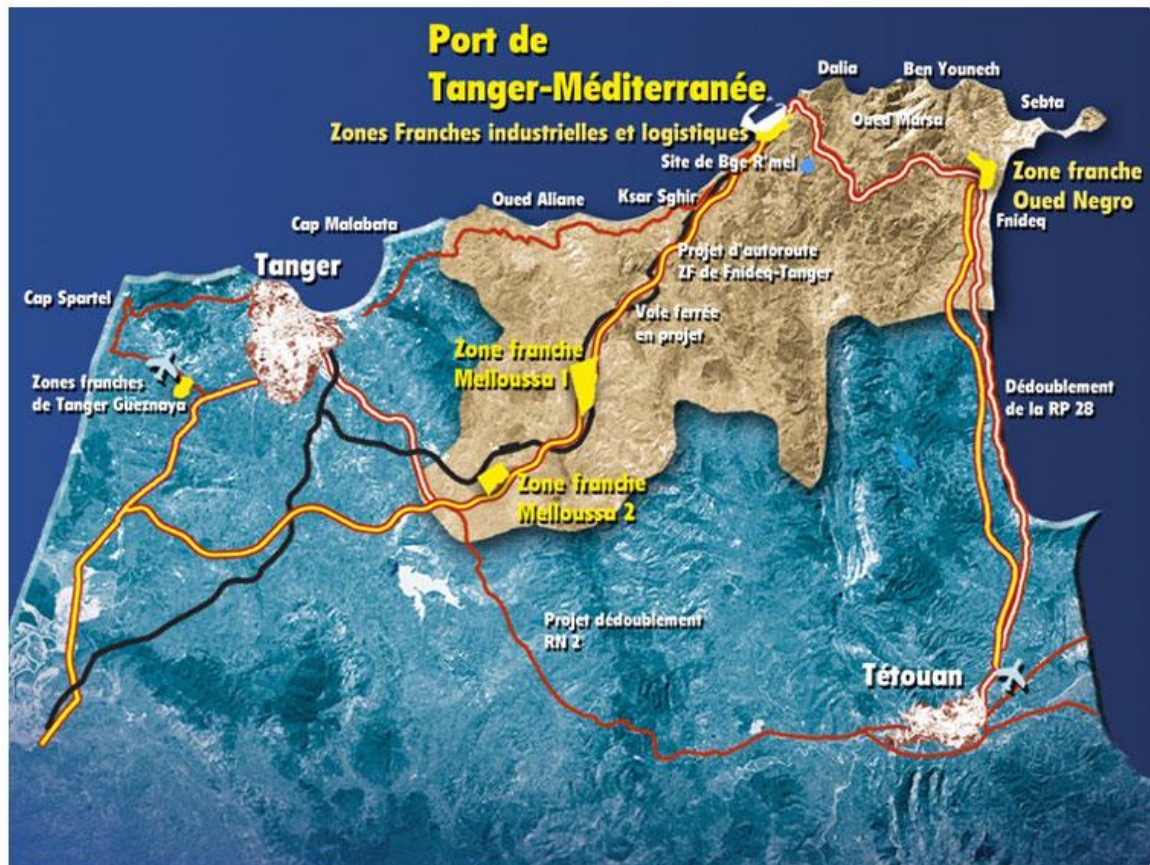 Port de
Tanger-Méditerranée
Zones Franches industrielles et logistiques
Dalia
Ben Younech
Sebta
Oued Marsa
Site de Bge R'mel
Zone franche
Oued Negro
Fnideq
Oued Aliane
Ksar Sghir
Cap Malabata
Tanger
Cap Spartel
Projet d'autoroute
ZF de Fnideq-Tanger
Voie ferrée
en projet
Zone franche
Melloussa 1
Zones franches
de Tanger Gueznaya
Dédoublement
de la RP 28
Zone franche
Melloussa 2
Projet dédoublement
RN 2
Tétouan